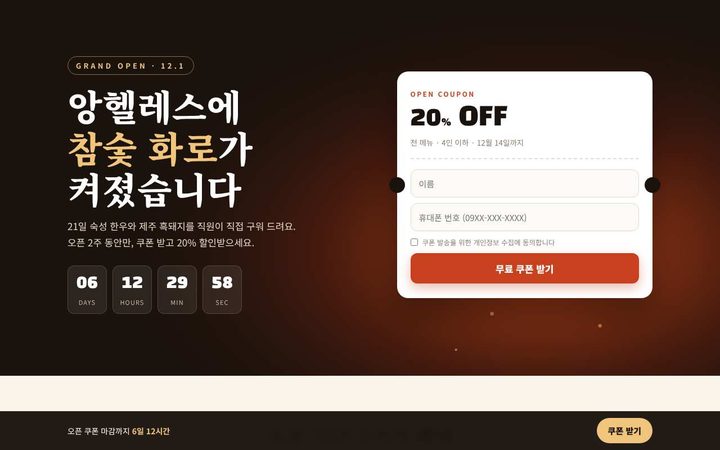 GRAND OPEN · 12.1
앙헬레스에
참숯 화로가
켜졌습니다
21일 숙성 한우와 제주 흑돼지를 직원이 직접 구워 드려요.
오픈 2주 동안만, 쿠폰 받고 20% 할인받으세요.
06 12 29 58
DAYS HOURS MIN SEC
OPEN COUPON
20% OFF
전 메뉴 · 4인 이하 · 12월 14일까지
이름
휴대폰 번호 (09XX-XXX-XXXX)
쿠폰 발송을 위한 개인정보 수집에 동의합니다
무료 쿠폰 받기
오픈 쿠폰 마감까지 6일 12시간
쿠폰 받기